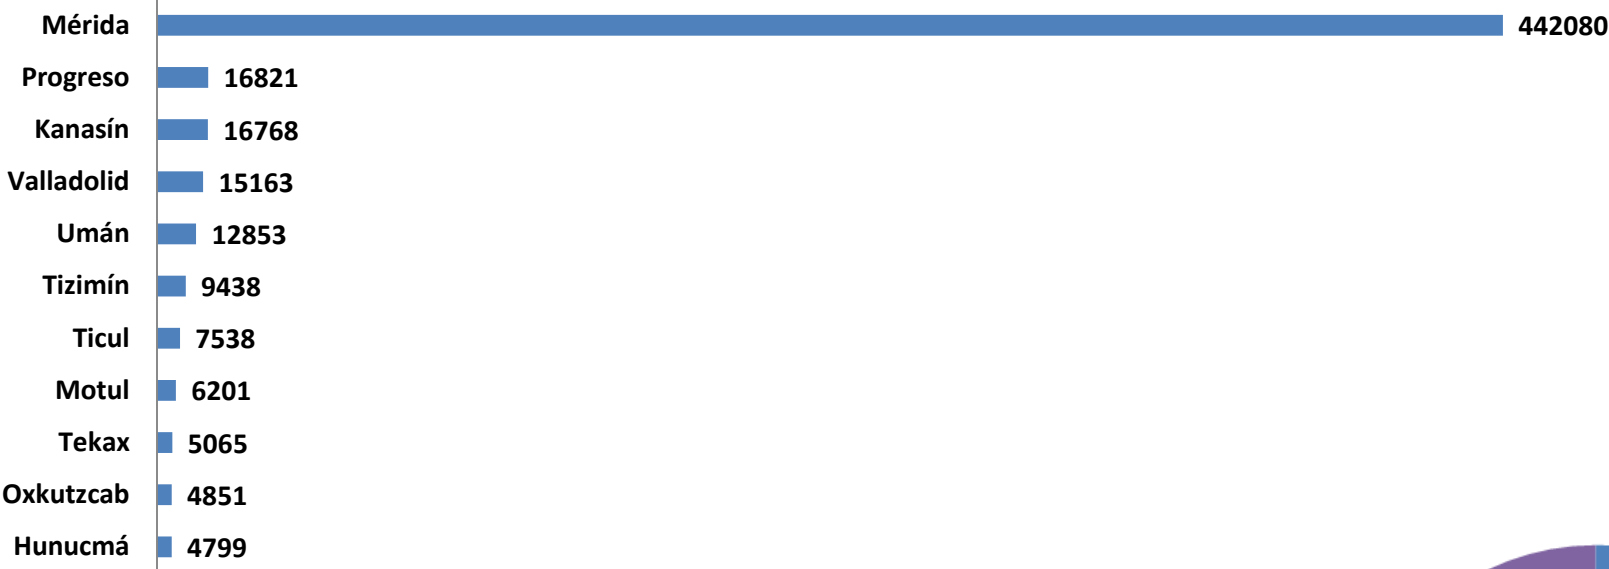 Mérida 442080
Progreso 16821
Kanasín 16768
Valladolid 15163
Umán 12853
Tizimín 9438
Ticul 7538
Motul 6201
Tekax 5065
Oxkutzcab 4851
Hunucmá 4799